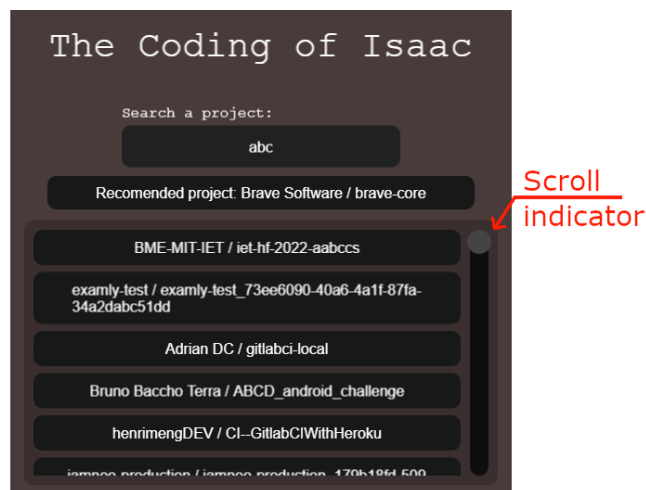 The Coding of Isaac
Search a project:
abc
Recomended project: Brave Software / brave-core
Scroll
indicator
BME-MIT-IET / iet-hf-2022-aabccs
examly-test / examly-test_73ee6090-40a6-4a1f-87fa-
34a2dabc51dd
Adrian DC / gitlabci-local
Bruno Baccho Terra / ABCD_android_challenge
henrimengDEV / CI--GitlabCIWithHeroku